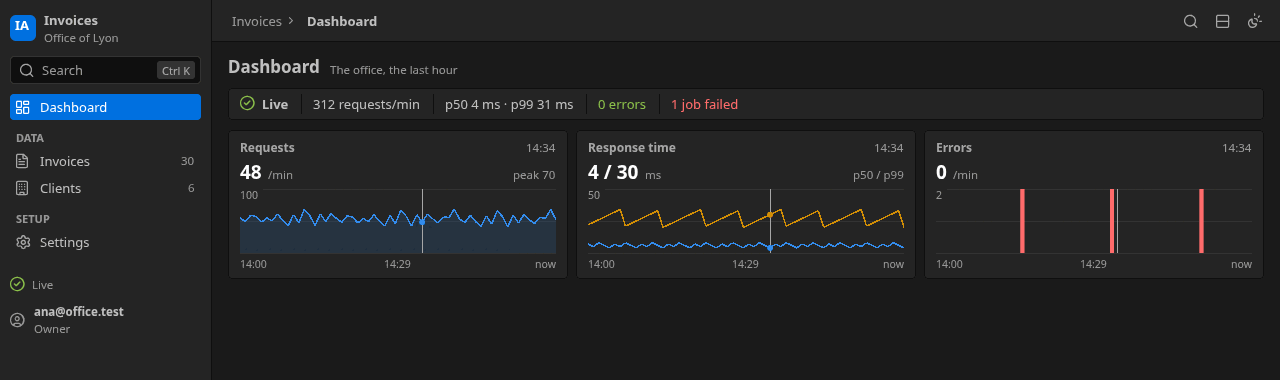 IA
Invoices
Office of Lyon
Search
Ctrl K
Dashboard
DATA
Invoices 30
Clients 6
SETUP
Settings
Live
ana@office.test
Owner
Invoices > Dashboard
Dashboard The office, the last hour
Live 312 requests/min p50 4 ms · p99 31 ms 0 errors 1 job failed
Requests 14:34
48 /min peak 70
100
14:00 14:29 now
Response time 14:34
4 / 30 ms p50 / p99
50
14:00 14:29 now
Errors 14:34
0 /min
2
14:00 14:29 now